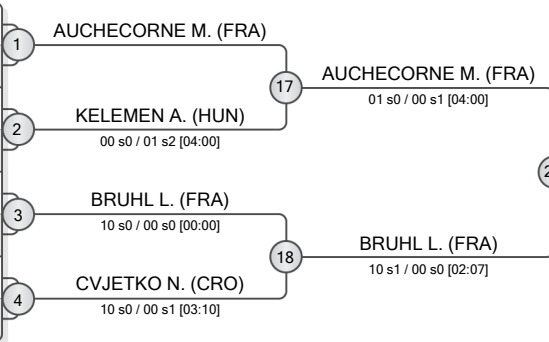 AUCHECORNE M. (FRA)
1
17
AUCHECORNE M. (FRA)
01 s0 / 00 s1 [04:00]
KELEMEN A. (HUN)
2
00 s0 / 01 s2 [04:00]
BRUHL L. (FRA)
3
10 s0 / 00 s0 [00:00]
18
BRUHL L. (FRA)
10 s1 / 00 s0 [02:07]
CVJETKO N. (CRO)
4
10 s0 / 00 s1 [03:10]